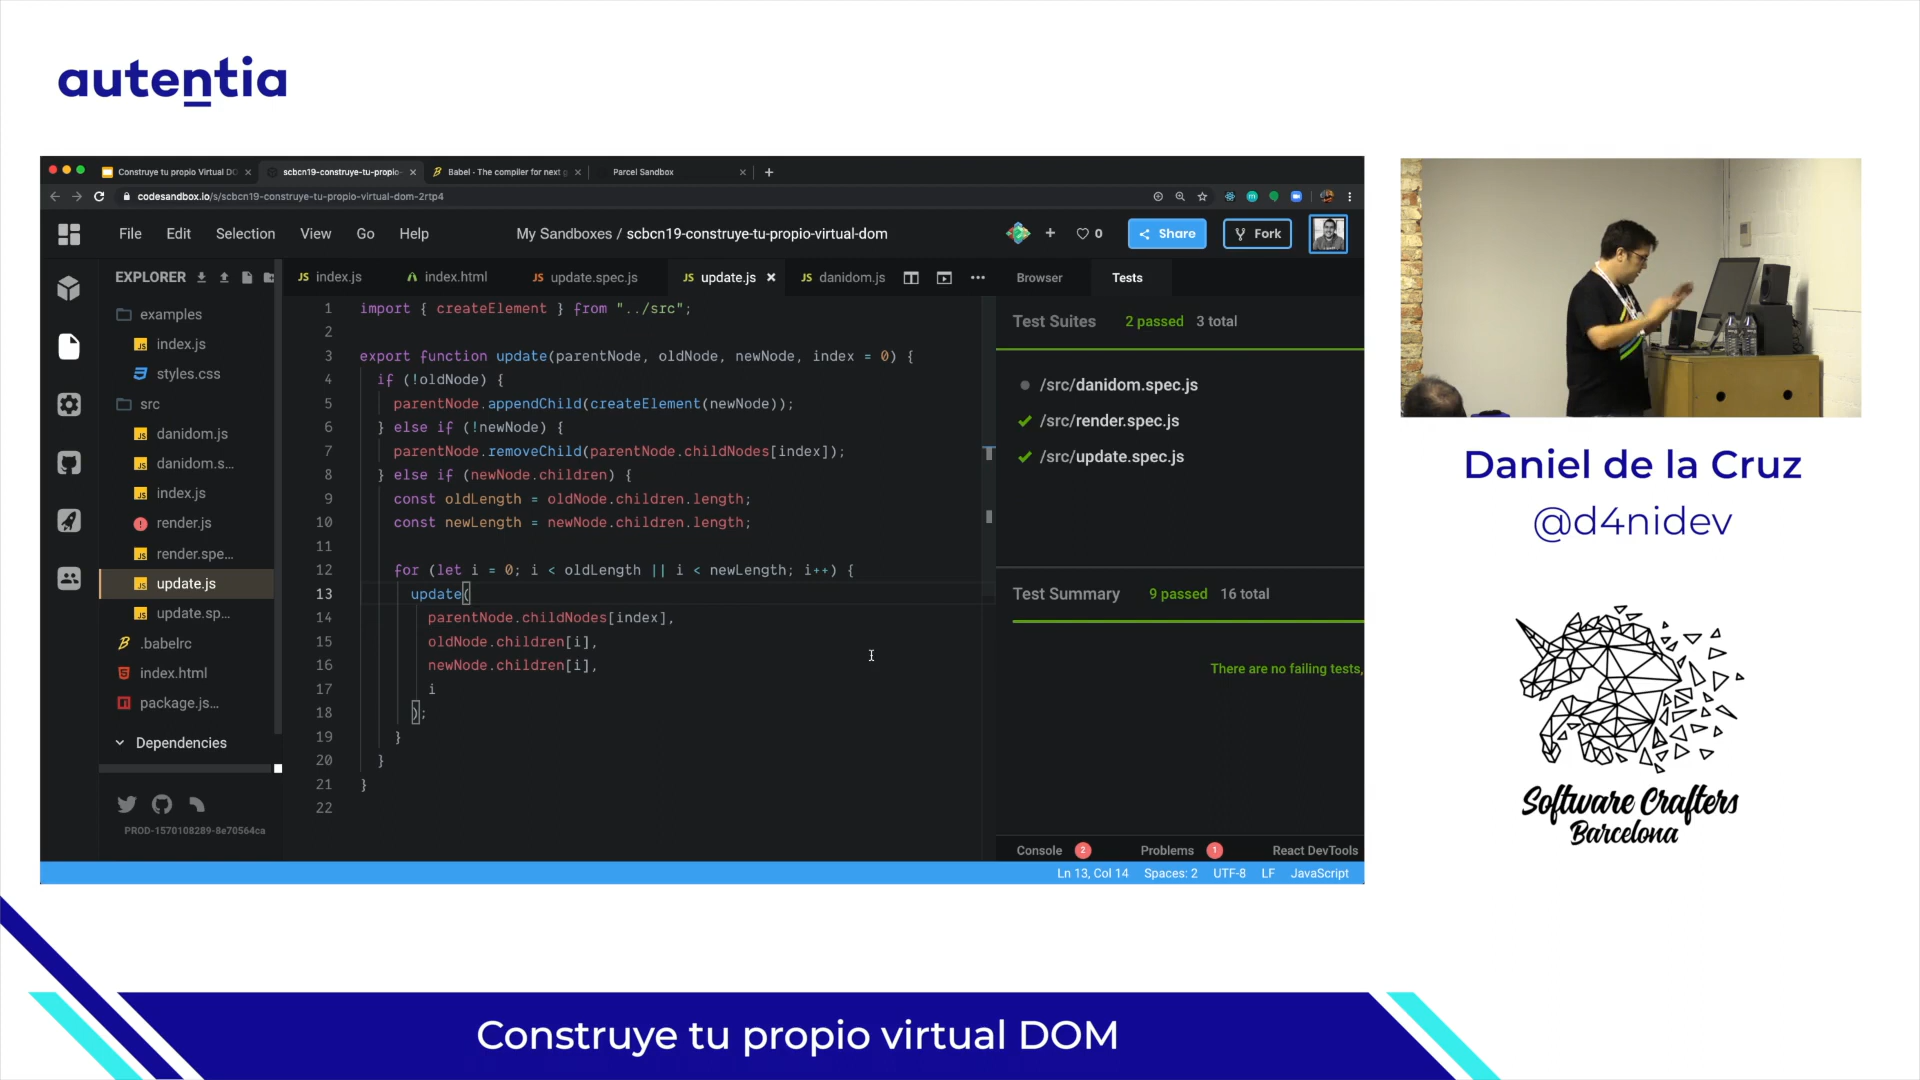 autentia
Construye tu propio Virtual DO
scbcn19-construye-tu-propio-
Babel - The compiler for next g
Parcel Sandbox
codesandbox.io/s/scbcn19-construye-tu-propio-virtual-dom-2rtp4
File Edit Selection View Go Help
My Sandboxes / scbcn19-construye-tu-propio-virtual-dom
0
Share
Fork
EXPLORER
examples
index.js
styles.css
src
danidom.js
danidom.s...
index.js
render.js
render.spe...
update.js
update.sp...
.babelrc
index.html
package.js...
Dependencies
PROD-1570108289-8e70564ca
JS index.js
index.html
JS update.spec.js
JS update.js
JS danidom.js
1 import { createElement } from "../src";
2
3 export function update(parentNode, oldNode, newNode, index = 0) {
4 if (!oldNode) {
5 parentNode.appendChild(createElement(newNode));
6 } else if (!newNode) {
7 parentNode.removeChild(parentNode.childNodes[index]);
8 } else if (newNode.children) {
9 const oldLength = oldNode.children.length;
10 const newLength = newNode.children.length;
11
12 for (let i = 0; i < oldLength || i < newLength; i++) {
13 update(
14 parentNode.childNodes[index],
15 oldNode.children[i],
16 newNode.children[i],
17 i
18 );
19 }
20 }
21 }
22
Browser
Tests
Test Suites 2 passed 3 total
/src/danidom.spec.js
/src/render.spec.js
/src/update.spec.js
Test Summary 9 passed 16 total
There are no failing tests,
Console 2 Problems 1 React DevTools
Ln 13, Col 14 Spaces: 2 UTF-8 LF JavaScript
Daniel de la Cruz
@d4nidev
Software Crafters
Barcelona
Construye tu propio virtual DOM